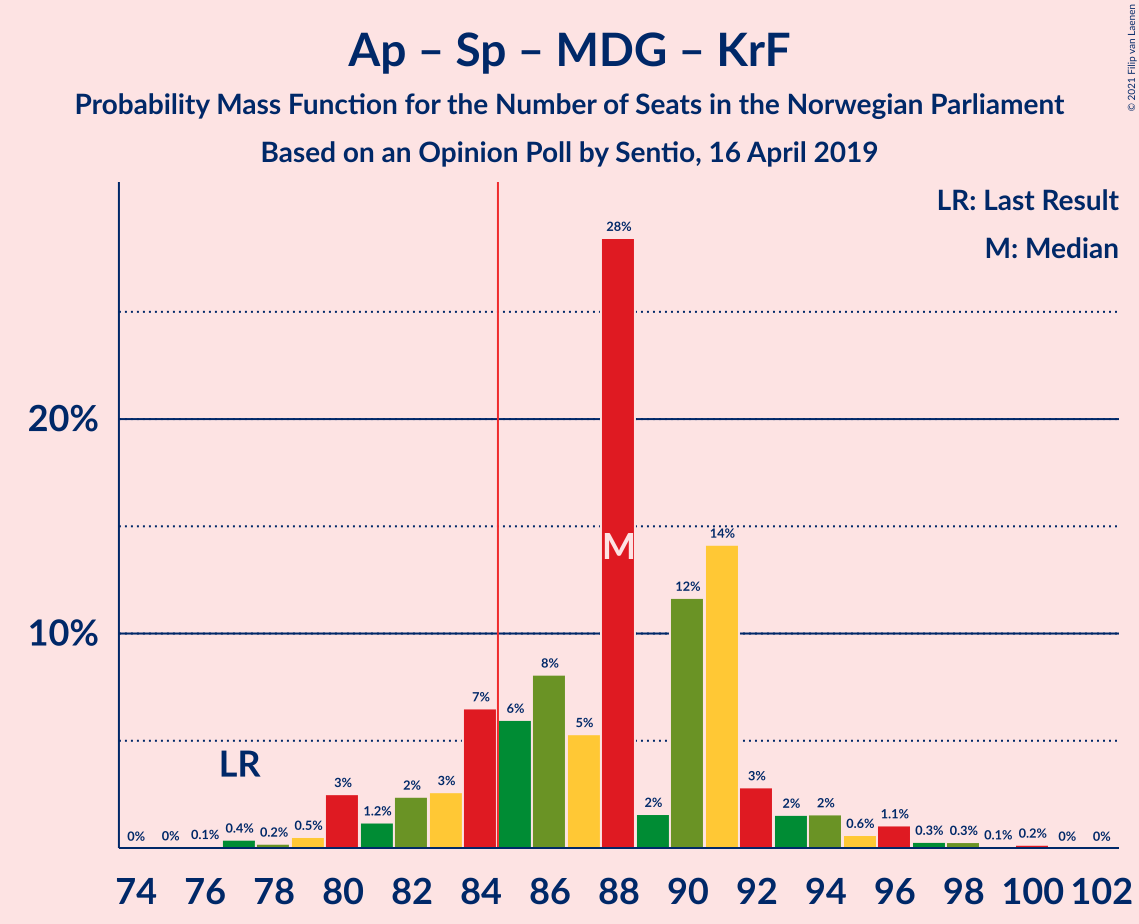 Ap – Sp – MDG – KrF
Probability Mass Function for the Number of Seats in the Norwegian Parliament
Based on an Opinion Poll by Sentio, 16 April 2019
© 2021 Filip van Laenen
LR: Last Result
M: Median
20%
10%
LR
M
0% 0% 0.1% 0.4% 0.2% 0.5% 3% 1.2% 2% 3% 7% 6% 8% 5% 28% 2% 12% 14% 3% 2% 2% 0.6% 1.1% 0.3% 0.3% 0.1% 0.2% 0% 0%
74 76 78 80 82 84 86 88 90 92 94 96 98 100 102